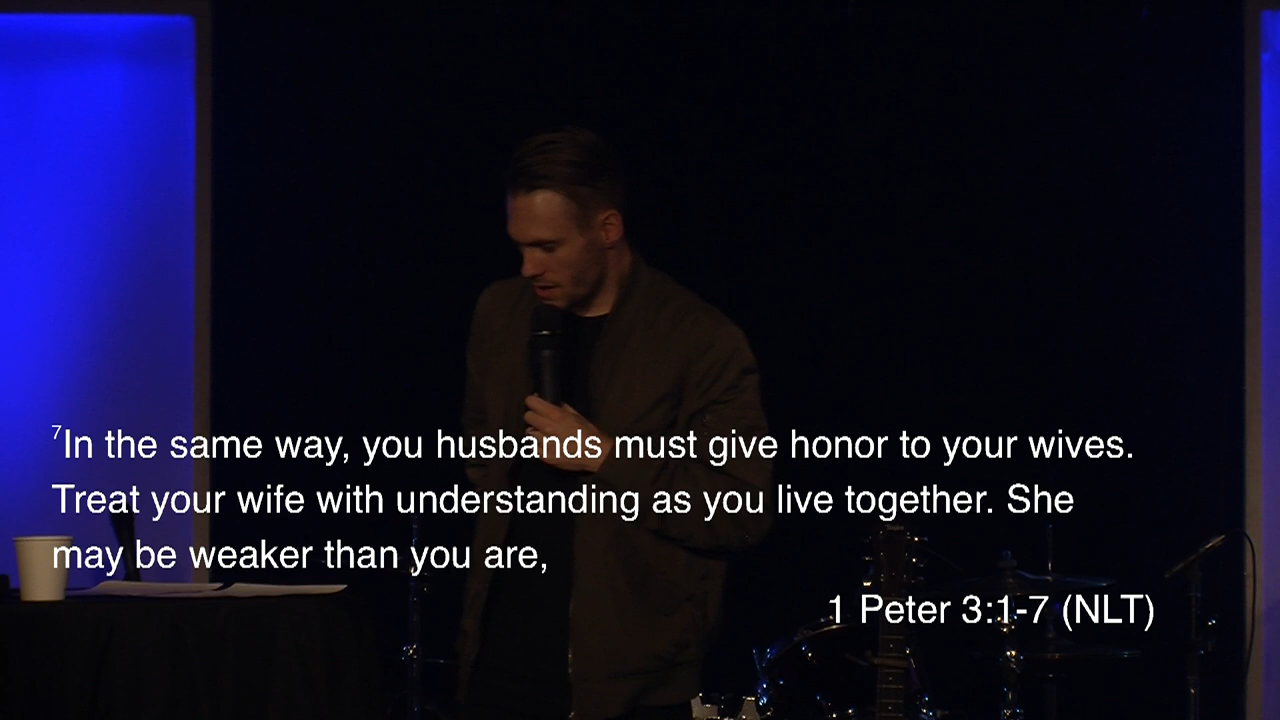 ⁷In the same way, you husbands must give honor to your wives.
Treat your wife with understanding as you live together. She
may be weaker than you are,
1 Peter 3:1-7 (NLT)